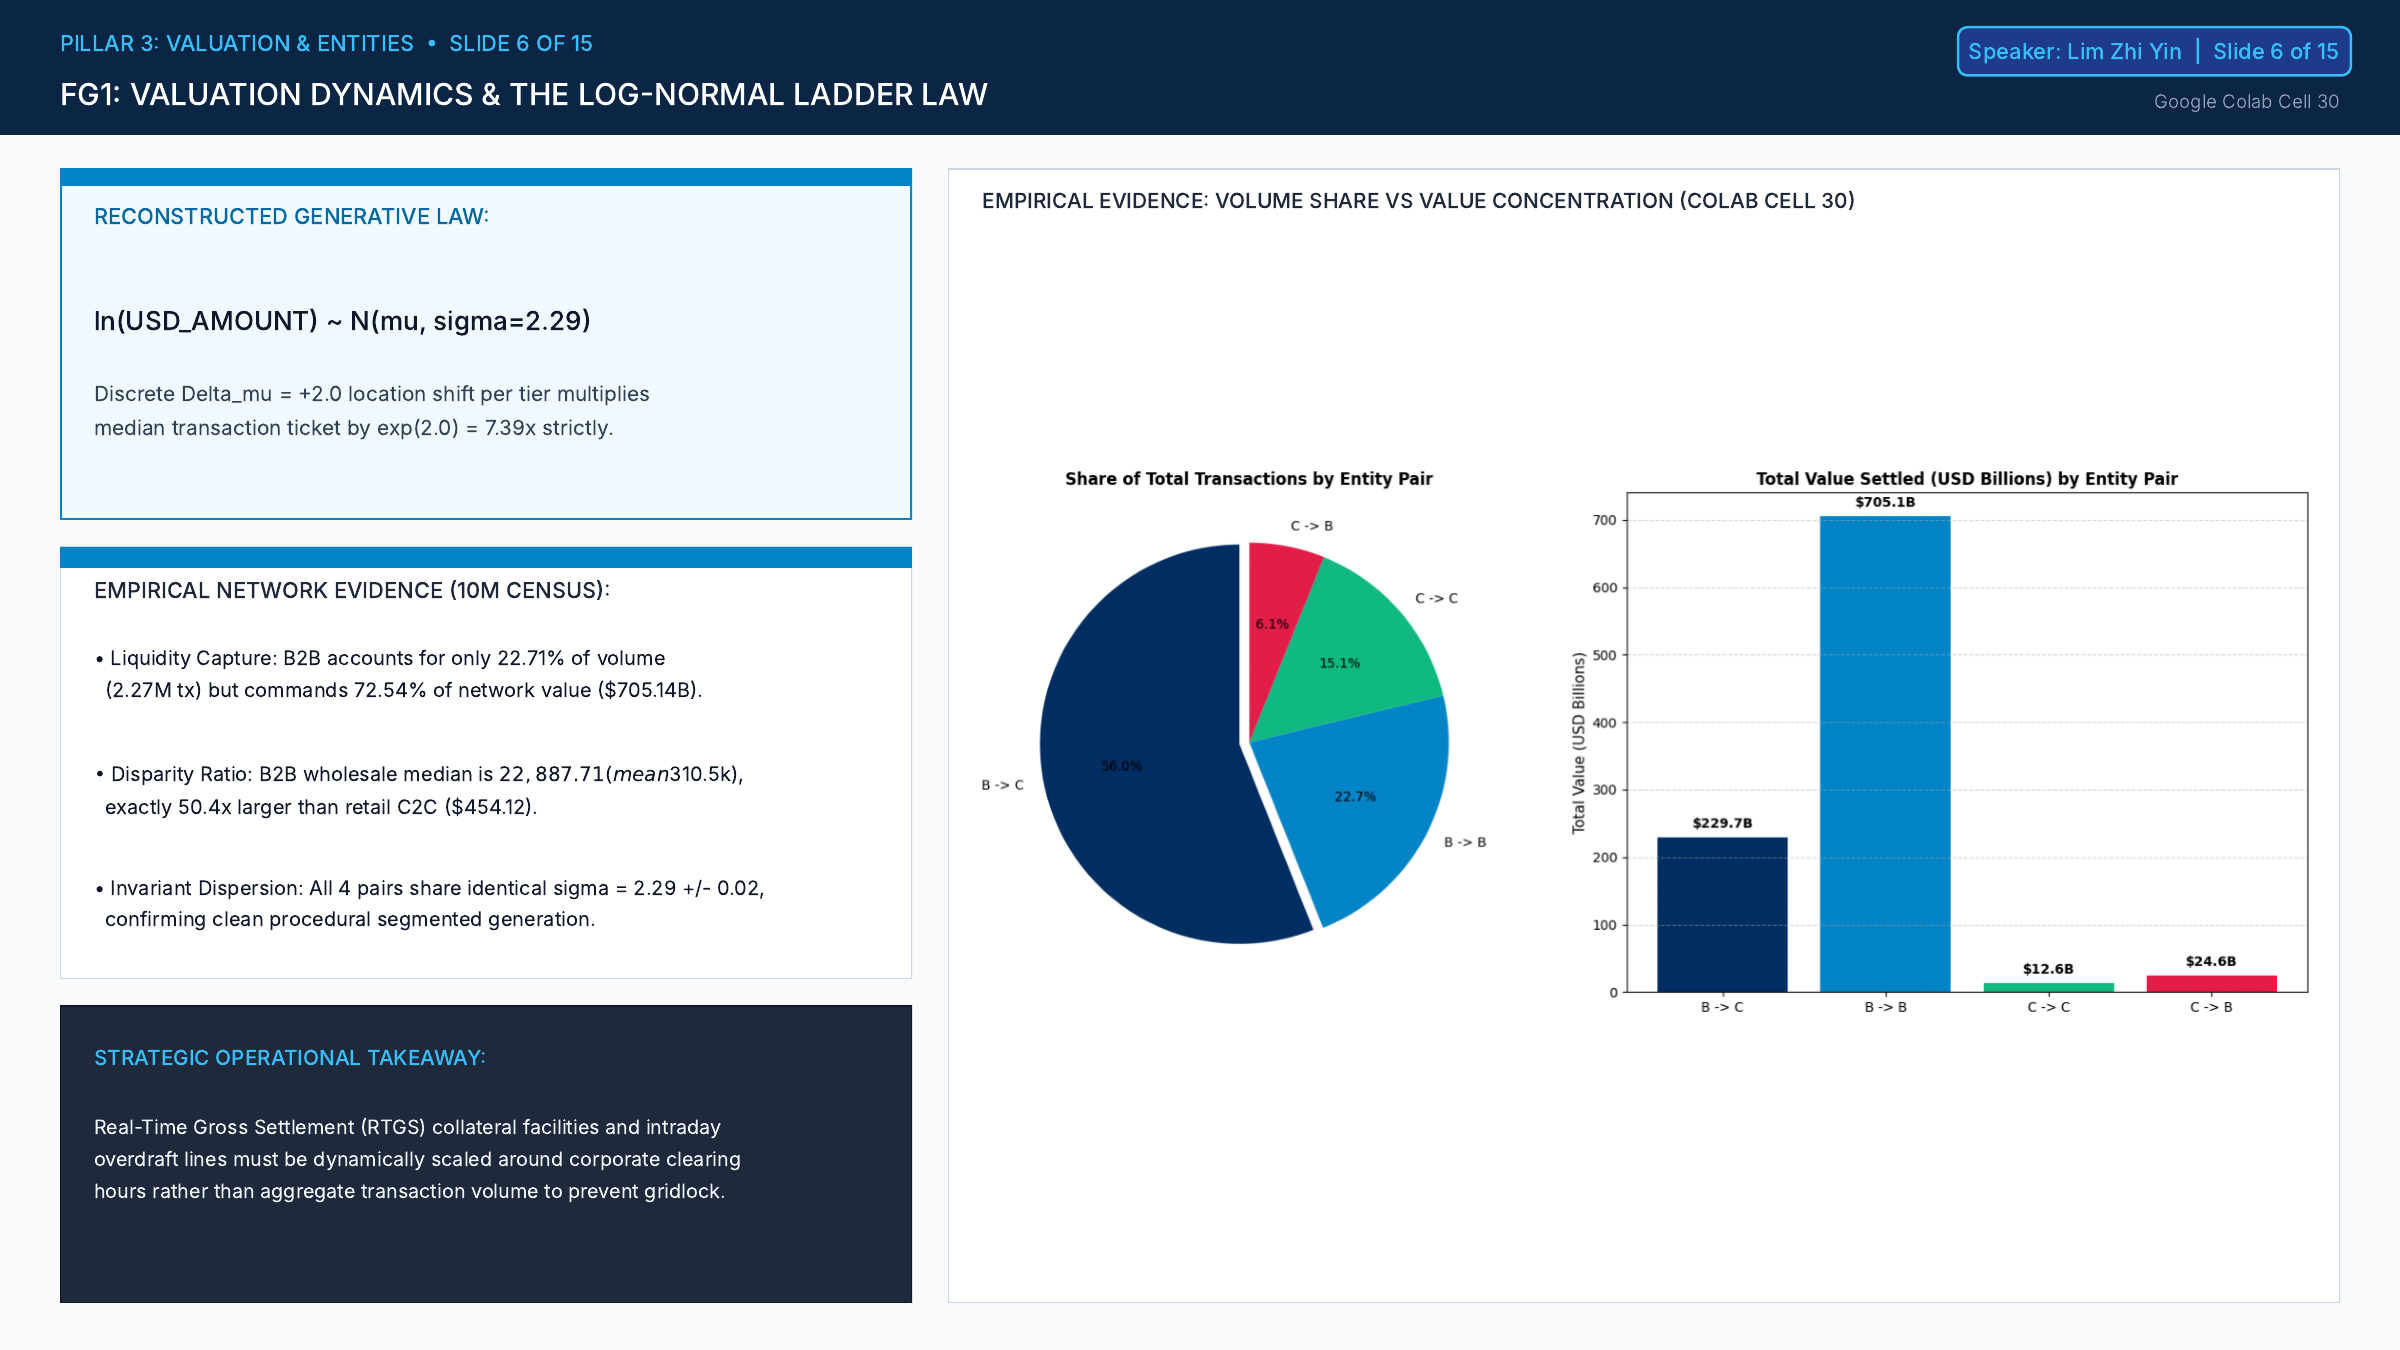 PILLAR 3: VALUATION & ENTITIES • SLIDE 6 OF 15
FG1: VALUATION DYNAMICS & THE LOG-NORMAL LADDER LAW
Speaker: Lim Zhi Yin | Slide 6 of 15
Google Colab Cell 30
RECONSTRUCTED GENERATIVE LAW:
ln(USD_AMOUNT) ~ N(mu, sigma=2.29)
Discrete Delta_mu = +2.0 location shift per tier multiplies
median transaction ticket by exp(2.0) = 7.39x strictly.
EMPIRICAL NETWORK EVIDENCE (10M CENSUS):
• Liquidity Capture: B2B accounts for only 22.71% of volume
(2.27M tx) but commands 72.54% of network value ($705.14B).
• Disparity Ratio: B2B wholesale median is 22, 887.71(mean310.5k),
exactly 50.4x larger than retail C2C ($454.12).
• Invariant Dispersion: All 4 pairs share identical sigma = 2.29 +/- 0.02,
confirming clean procedural segmented generation.
STRATEGIC OPERATIONAL TAKEAWAY:
Real-Time Gross Settlement (RTGS) collateral facilities and intraday
overdraft lines must be dynamically scaled around corporate clearing
hours rather than aggregate transaction volume to prevent gridlock.
EMPIRICAL EVIDENCE: VOLUME SHARE VS VALUE CONCENTRATION (COLAB CELL 30)
Share of Total Transactions by Entity Pair
C -> B
C -> C
6.1%
15.1%
56.0%
B -> C
22.7%
B -> B
Total Value Settled (USD Billions) by Entity Pair
Total Value (USD Billions)
700
600
500
400
300
200
100
0
$229.7B
$705.1B
$12.6B
$24.6B
B -> C
B -> B
C -> C
C -> B